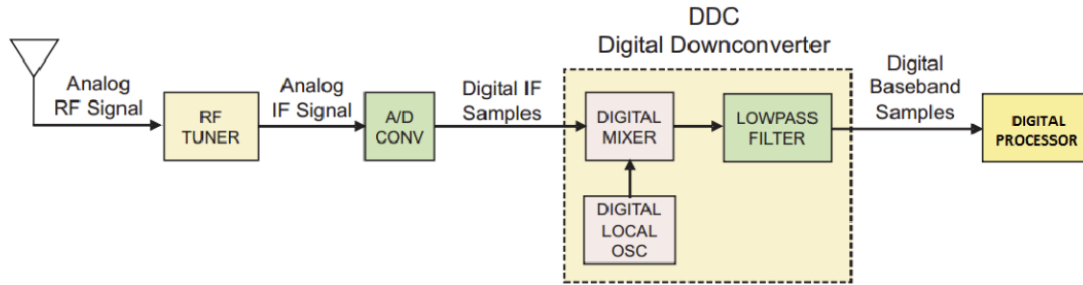 DDC
Digital Downconverter
Analog
RF Signal
RF
TUNER
Analog
IF Signal
A/D
CONV
Digital IF
Samples
DIGITAL
MIXER
LOWPASS
FILTER
DIGITAL
LOCAL
OSC
Digital
Baseband
Samples
DIGITAL
PROCESSOR